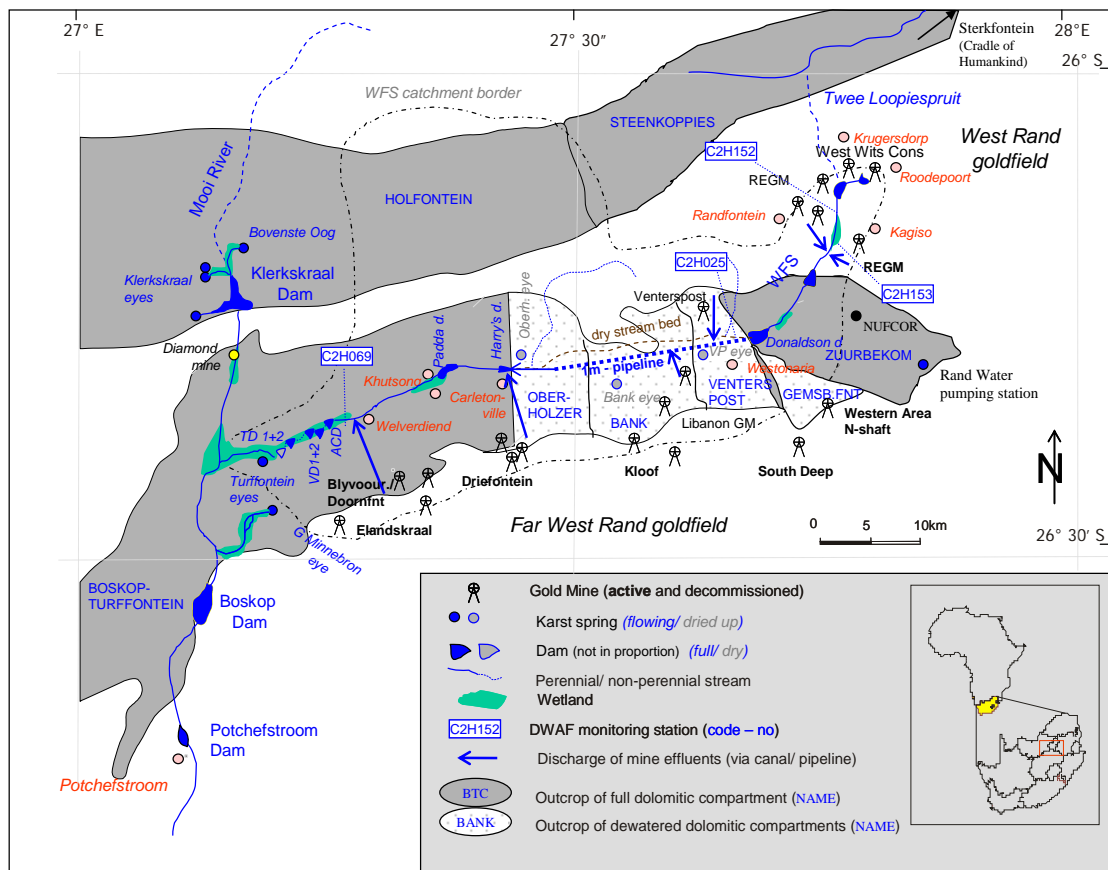 27° E
27° 30''
28° E
Sterkfontein
(Cradle of
Humankind)
26° S
WFS catchment border
Twee Loopiespruit
STEENKOPPIES
Krugersdorp
C2H152
West Wits Cons
West Rand
goldfield
Mooi River
REGM
Roodepoort
HOLFONTEIN
Randfontein
Kagiso
Bovenste Oog
C2H025
WFS
REGM
Klerkskraal
eyes
Klerkskraal
Dam
Oberh. eye
Venterspost
C2H153
Harry's d.
dry stream bed
NUFCOR
Diamond
mine
C2H069
Padda d.
Donaldson d
VP eye
ZUURBEKOM
1m - pipeline
Khutsong
Westonaria
Rand Water
pumping station
Carleton-
ville
OBER-
HOLZER
Bank eye
VENTERS
POST
GEMSB.FNT
Welverdiend
BANK
Libanon GM
Western Area
N-shaft
TD 1+2
VD1+2
ACD
Turffontein
eyes
Blyvoour./
Doornfnt
Driefontein
Kloof
South Deep
N
Elandskraal
Far West Rand goldfield
0 5 10km
G Minnebron
eye
26° 30' S
BOSKOP-
TURFFONTEIN
Boskop
Dam
Gold Mine (active and decommissioned)
Karst spring (flowing/ dried up)
Dam (not in proportion) (full/ dry)
Perennial/ non-perennial stream
Wetland
C2H152 DWAF monitoring station (code – no)
Discharge of mine effluents (via canal/ pipeline)
BTC Outcrop of full dolomitic compartment (NAME)
BANK Outcrop of dewatered dolomitic compartments (NAME)
Potchefstroom
Dam
Potchefstroom